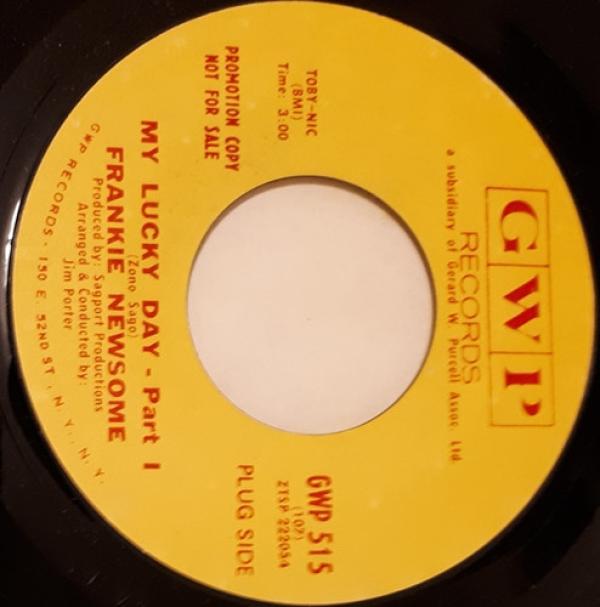 GWP
RECORDS
a subsidiary of Gerard W. Purcell Assoc. Ltd.
TOBY-NIC
(BMI)
Time: 3:00
PROMOTION COPY
NOT FOR SALE
GWP 515
(107)
ZTSP 222054
PLUG SIDE
MY LUCKY DAY - Part I
(Zono Sago)
FRANKIE NEWSOME
Produced by: Sagport Productions
Arranged & Conducted by:
Jim Porter
GWP RECORDS - 150 E. 52ND ST., N. Y., N. Y.